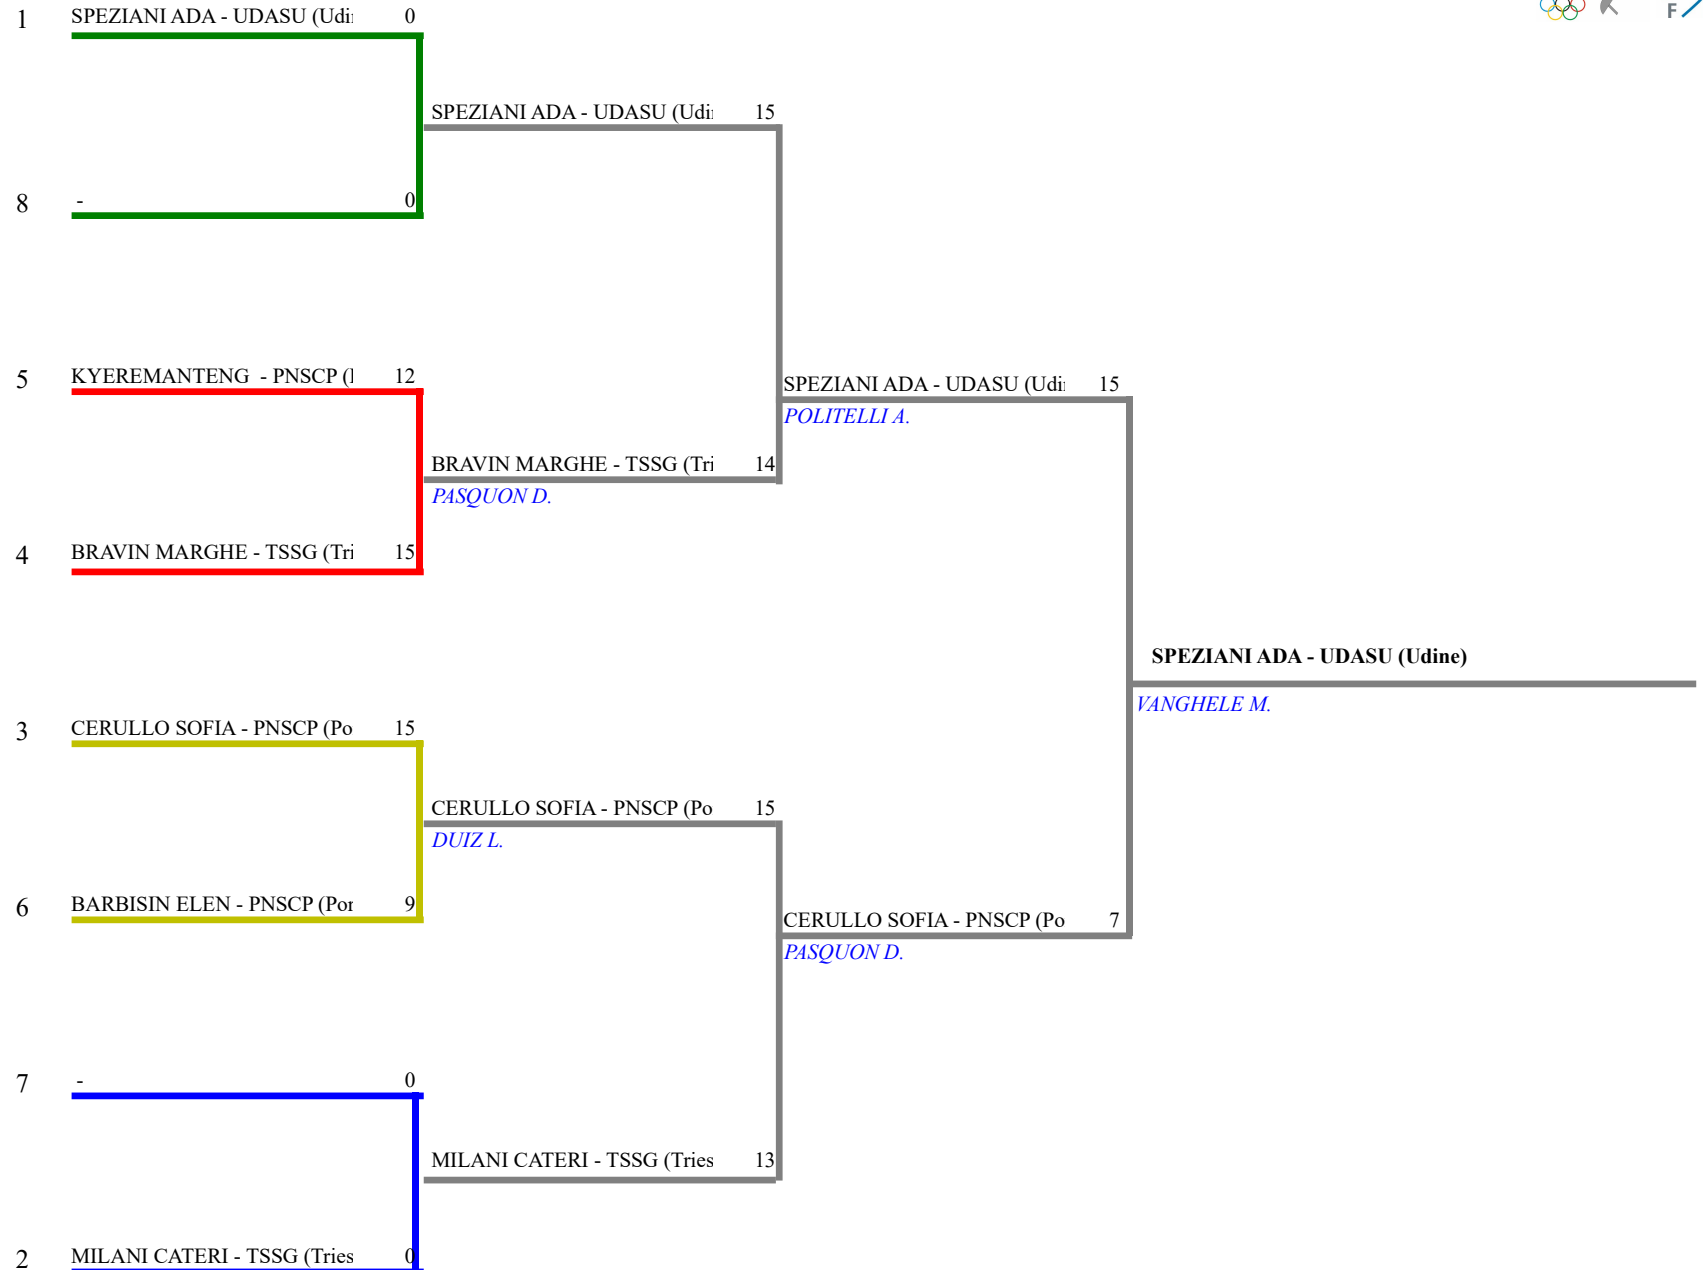 1 SPEZIANI ADA - UDASU (Udi 0
F
SPEZIANI ADA - UDASU (Udi 15
8 - 0
5 KYEREMANTENG - PNSCP ( 12
SPEZIANI ADA - UDASU (Udi 15
POLITELLI A.
BRAVIN MARGHE - TSSG (Tri 14
PASQUON D.
4 BRAVIN MARGHE - TSSG (Tri 15
SPEZIANI ADA - UDASU (Udine)
VANGHELE M.
3 CERULLO SOFIA - PNSCP (Po 15
CERULLO SOFIA - PNSCP (Po 15
DUIZ L.
6 BARBISIN ELEN - PNSCP (Por 9
CERULLO SOFIA - PNSCP (Po 7
PASQUON D.
7 - 0
MILANI CATERI - TSSG (Tries 13
2 MILANI CATERI - TSSG (Tries 0